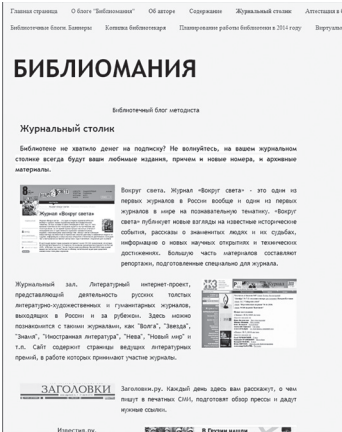 Главная страница О блоге "Библиомания" Об авторе Содержание Журнальный столик Аттестация в б
Библиотечные блоги. Баннеры Копилка библиотекаря Планирование работы библиотеки в 2014 году Виртуаль
БИБЛИОМАНИЯ
Библиотечный блог методиста
Журнальный столик
Библиотеке не хватило денег на подписку? Не волнуйтесь, на вашем журнальном
столике всегда будут ваши любимые издания, причем и новые номера, и архивные
материалы.
Журнал «Вокруг света»
Вокруг света. Журнал «Вокруг света» - это один из
первых журналов в России вообще и один из первых
журналов в мире на познавательную тематику. «Вокруг
света» публикует новые взгляды на известные исторические
события, рассказы о знаменитых людях и их судьбах,
информацию о новых научных открытиях и технических
достижениях. Большую часть материалов составляют
репортажи, подготовленные специально для журнала.
Журнальный зал. Литературный интернет-проект,
представляющий деятельность русских толстых
литературно-художественных и гуманитарных журналов,
выходящих в России и за рубежом. Здесь можно
познакомится с такими журналами, как "Волга", "Звезда",
"Знамя", "Иностранная литература", "Нева", "Новый мир" и
т.п. Сайт содержит страницы ведущих литературных
премий, в работе которых принимают участие журналы.
ЗАГОЛОВКИ
Заголовки.ру. Каждый день здесь вам расскажут, о чем
пишут в печатных СМИ, подготовят обзор прессы и дадут
нужные ссылки.
Известия.ру.